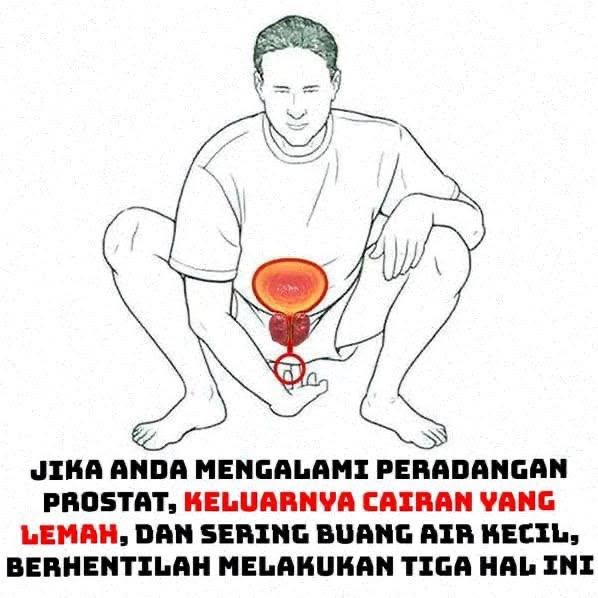 JIKA ANDA MENGALAMI PERADANGAN
PROSTAT, KELUARNYA CAIRAN YANG
LEMAH, DAN SERING BUANG AIR KECIL,
BERHENTILAH MELAKUKAN TIGA HAL INI